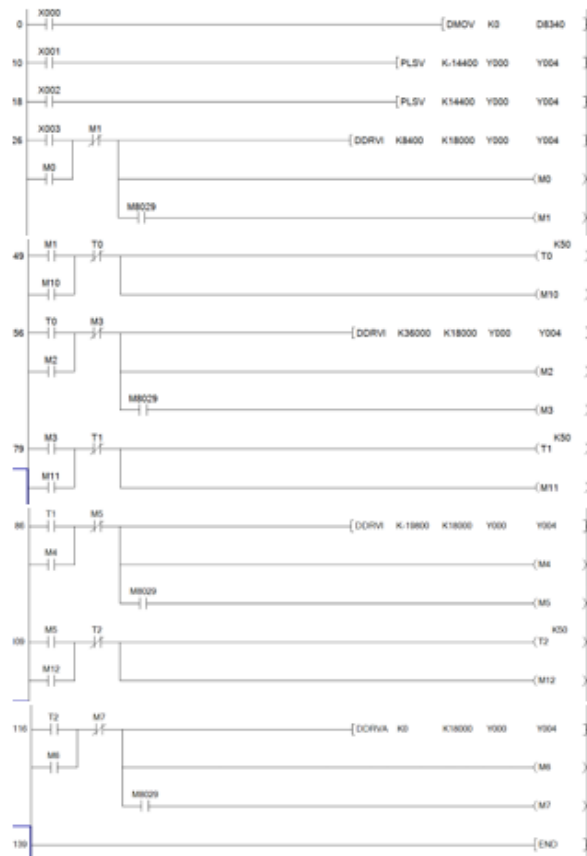 X000
0 [DMOV K0 D8340 ]
X001
10 [PLSV K-14400 Y000 Y004 ]
X002
18 [PLSV K14400 Y000 Y004 ]
X003 M1
26 [DDRVI K8400 K18000 Y000 Y004 ]
M0 (M0 )
M8029
(M1 )
M1 T0 K50
49 (T0 )
M10
(M10 )
T0 M3
56 [DDRVI K36000 K18000 Y000 Y004 ]
M2
(M2 )
M8029
(M3 )
M3 T1 K50
79 (T1 )
M11
(M11 )
T1 M5
86 [DDRVI K-19800 K18000 Y000 Y004 ]
M4
(M4 )
M8029
(M5 )
M5 T2 K50
109 (T2 )
M12
(M12 )
T2 M7
116 [DDRVA K0 K18000 Y000 Y004 ]
M6
(M6 )
M8029
(M7 )
139 [END ]